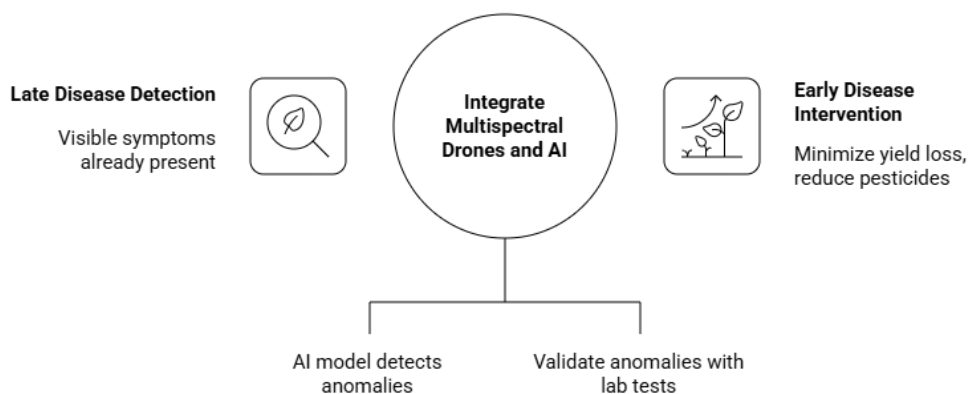 Late Disease Detection
Visible symptoms
already present
Integrate
Multispectral
Drones and AI
Early Disease
Intervention
Minimize yield loss,
reduce pesticides
AI model detects
anomalies
Validate anomalies with
lab tests